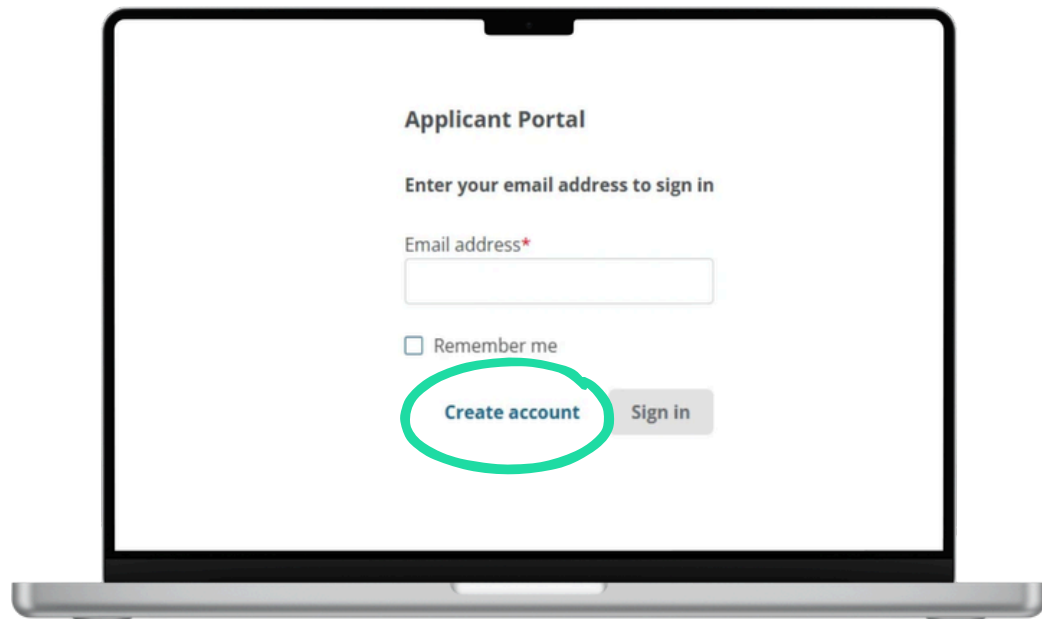 Applicant Portal
Enter your email address to sign in
Email address*
Remember me
Create account Sign in